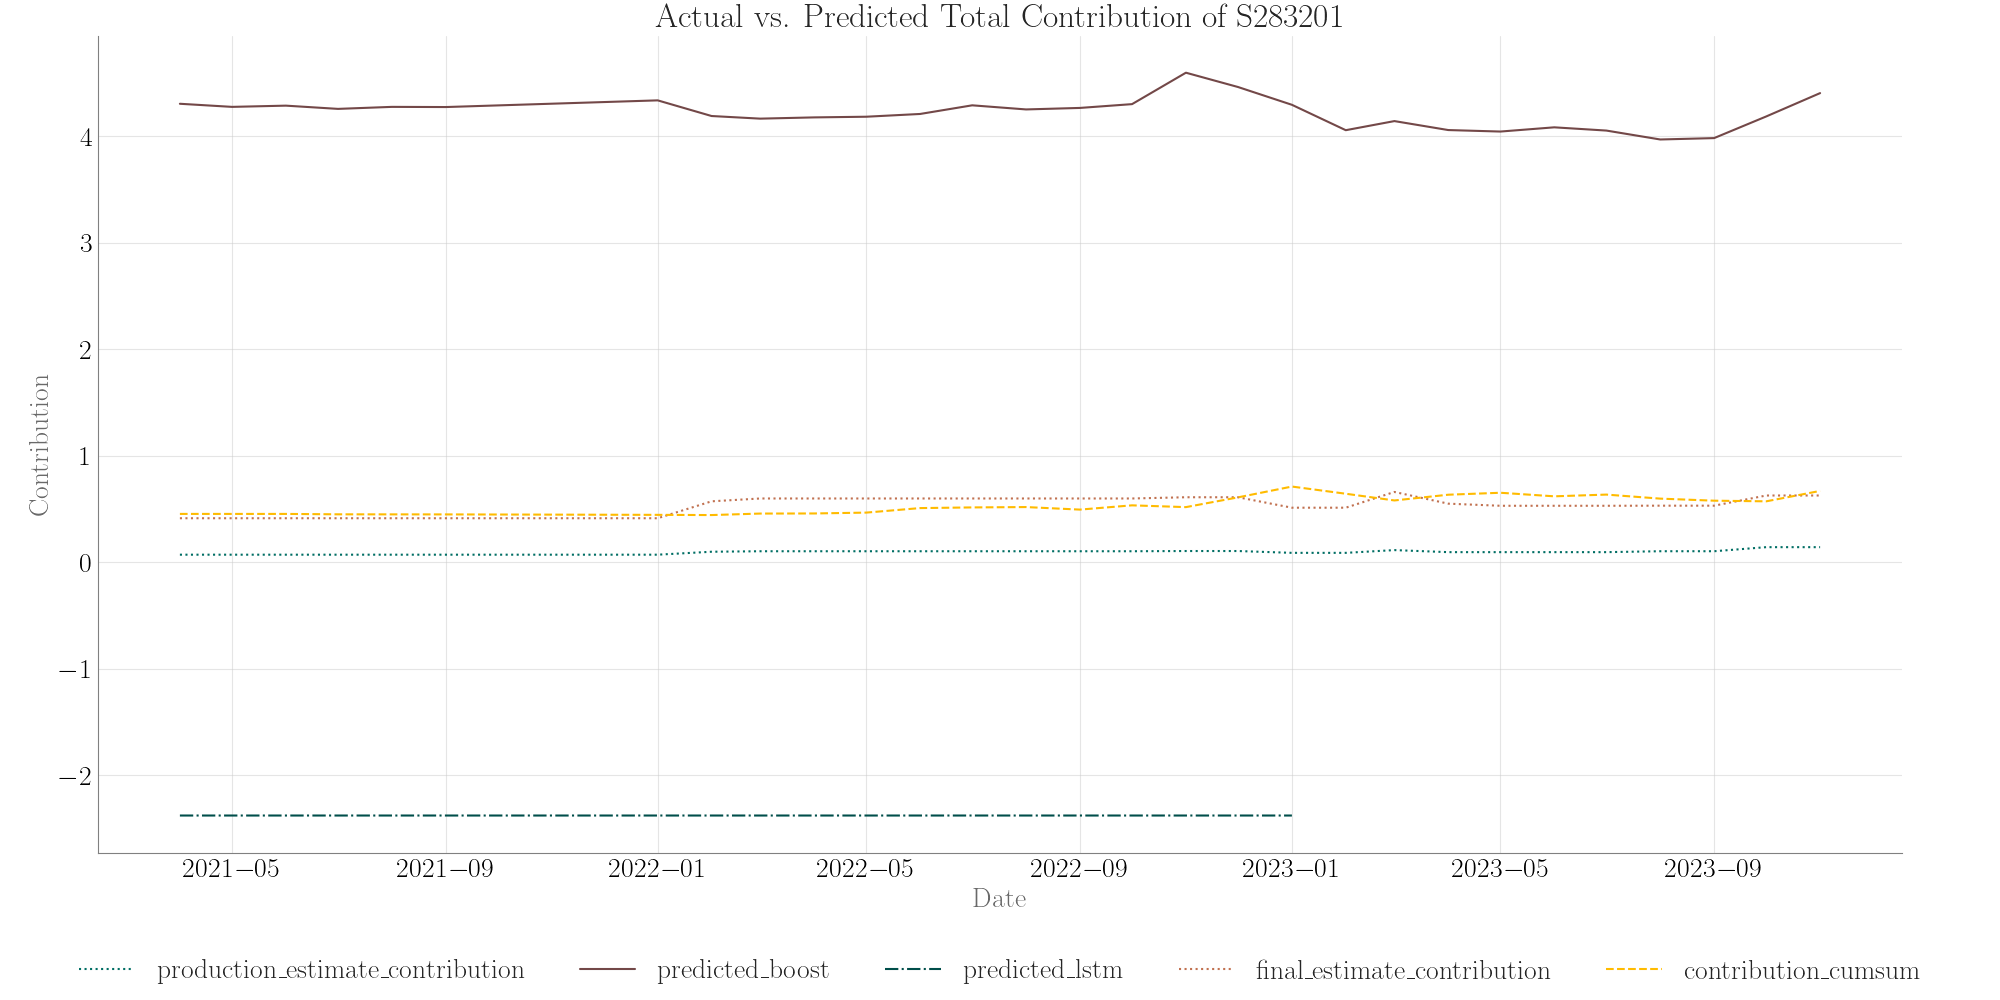 Actual vs. Predicted Total Contribution of S283201
Contribution
4
3
2
1
0
−1
−2
2021−05 2021−09 2022−01 2022−05 2022−09 2023−01 2023−05 2023−09
Date
production_estimate_contribution predicted_boost predicted_lstm final_estimate_contribution contribution_cumsum